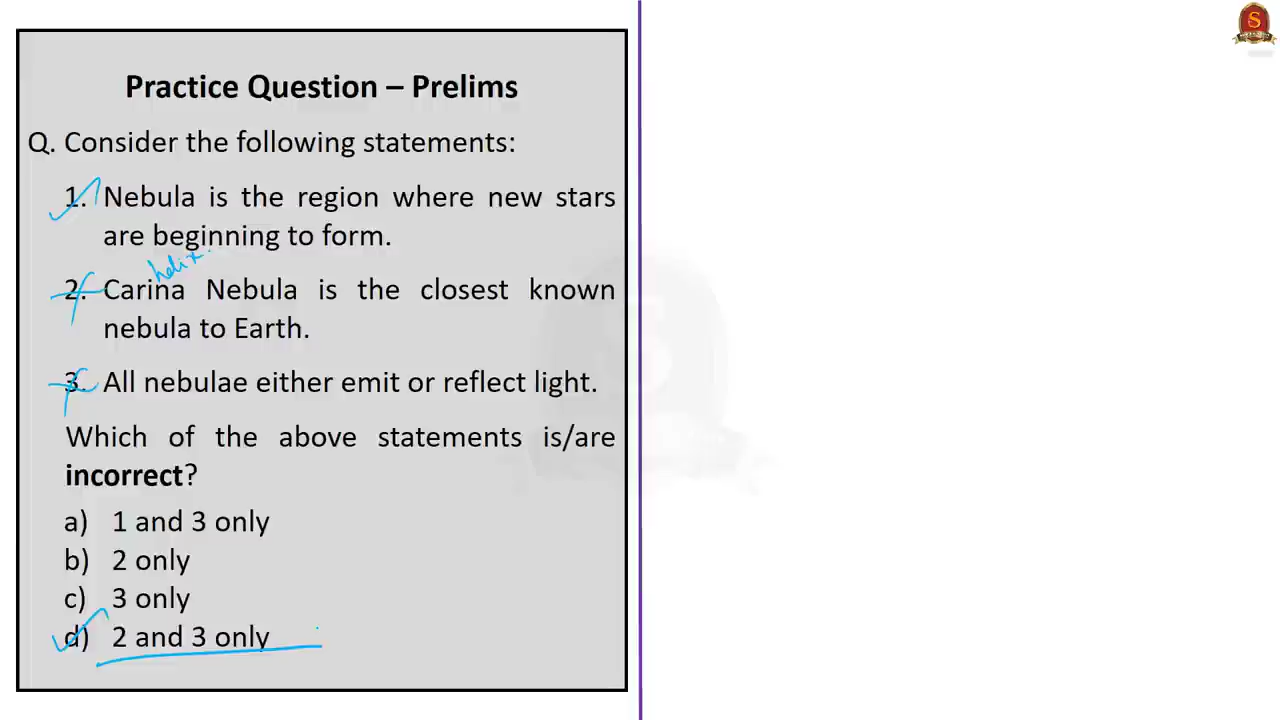 Practice Question – Prelims
Q. Consider the following statements:
1. Nebula is the region where new stars
are beginning to form.
helix
2. Carina Nebula is the closest known
nebula to Earth.
3. All nebulae either emit or reflect light.
Which of the above statements is/are
incorrect?
a) 1 and 3 only
b) 2 only
c) 3 only
d) 2 and 3 only
S